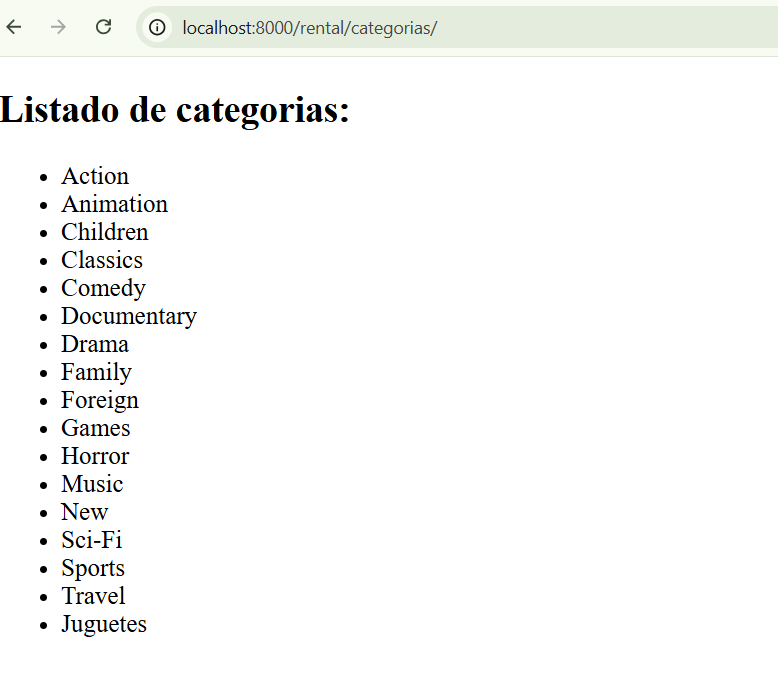 localhost:8000/rental/categorias/
Listado de categorias:
Action
Animation
Children
Classics
Comedy
Documentary
Drama
Family
Foreign
Games
Horror
Music
New
Sci-Fi
Sports
Travel
Juguetes